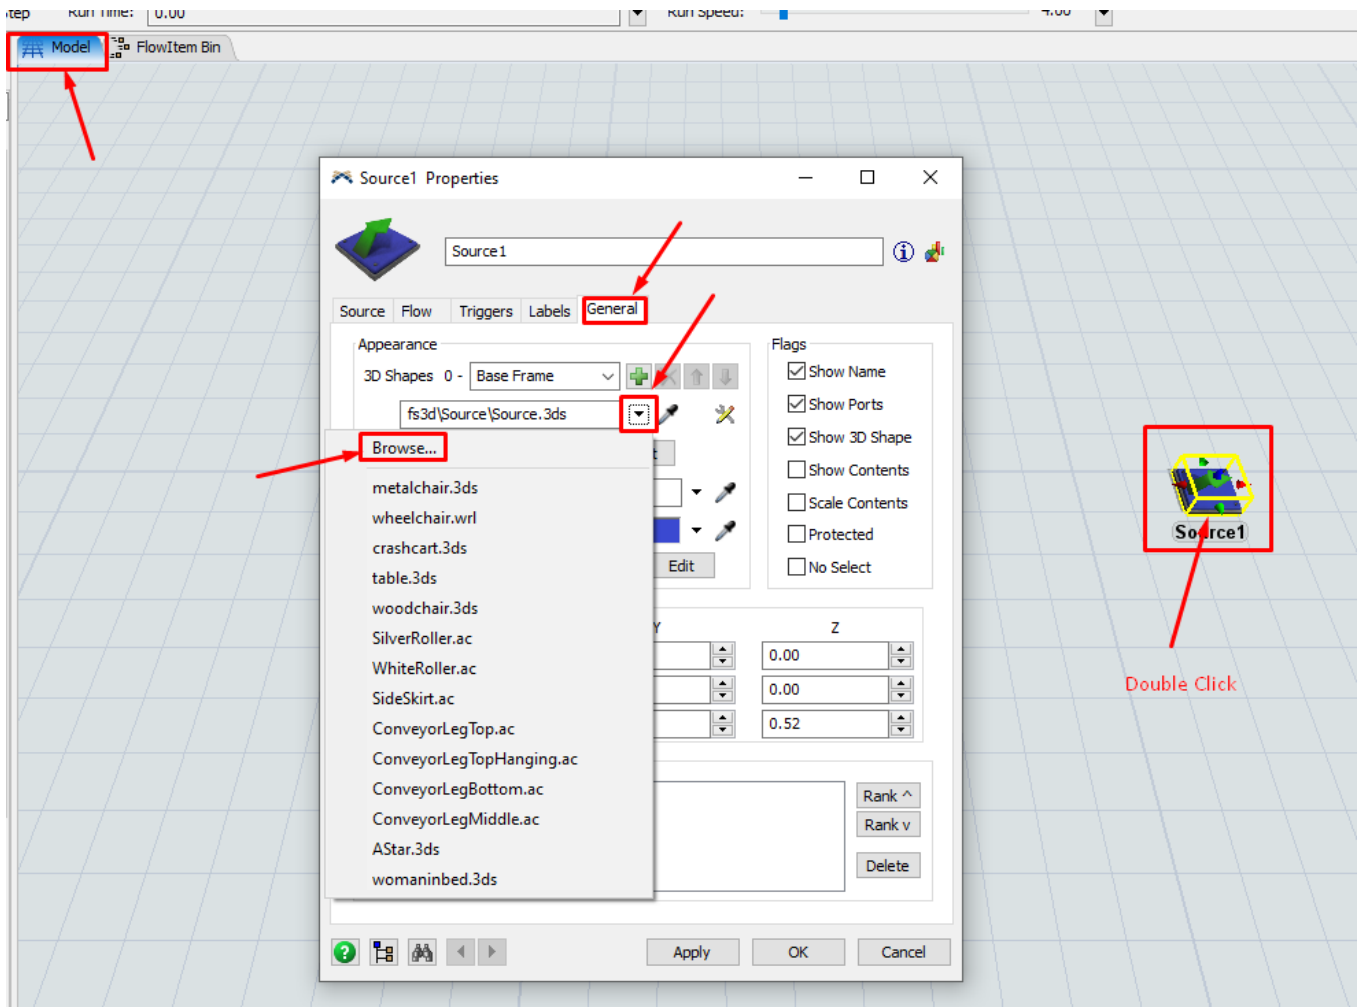 Step Run Time: 0.00 Run Speed: 4.00
Model FlowItem Bin
Source1 Properties
Source1
Source Flow Triggers Labels General
Appearance
3D Shapes 0 - Base Frame
fs3d\Source\Source.3ds
Browse...
metalchair.3ds
wheelchair.wrl
crashcart.3ds
table.3ds
woodchair.3ds
SilverRoller.ac
WhiteRoller.ac
SideSkirt.ac
ConveyorLegTop.ac
ConveyorLegTopHanging.ac
ConveyorLegBottom.ac
ConveyorLegMiddle.ac
AStar.3ds
womaninbed.3ds
Edit
Flags
Show Name
Show Ports
Show 3D Shape
Show Contents
Scale Contents
Protected
No Select
Y Z
0.00
0.00
0.52
Rank ^
Rank v
Delete
Apply OK Cancel
Source1
Double Click